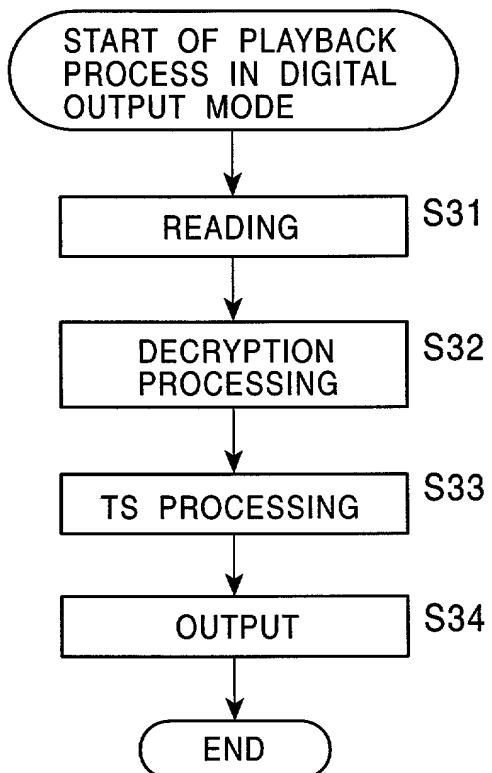 START OF PLAYBACK
PROCESS IN DIGITAL
OUTPUT MODE
READING
S31
DECRYPTION
PROCESSING
S32
TS PROCESSING
S33
OUTPUT
S34
END